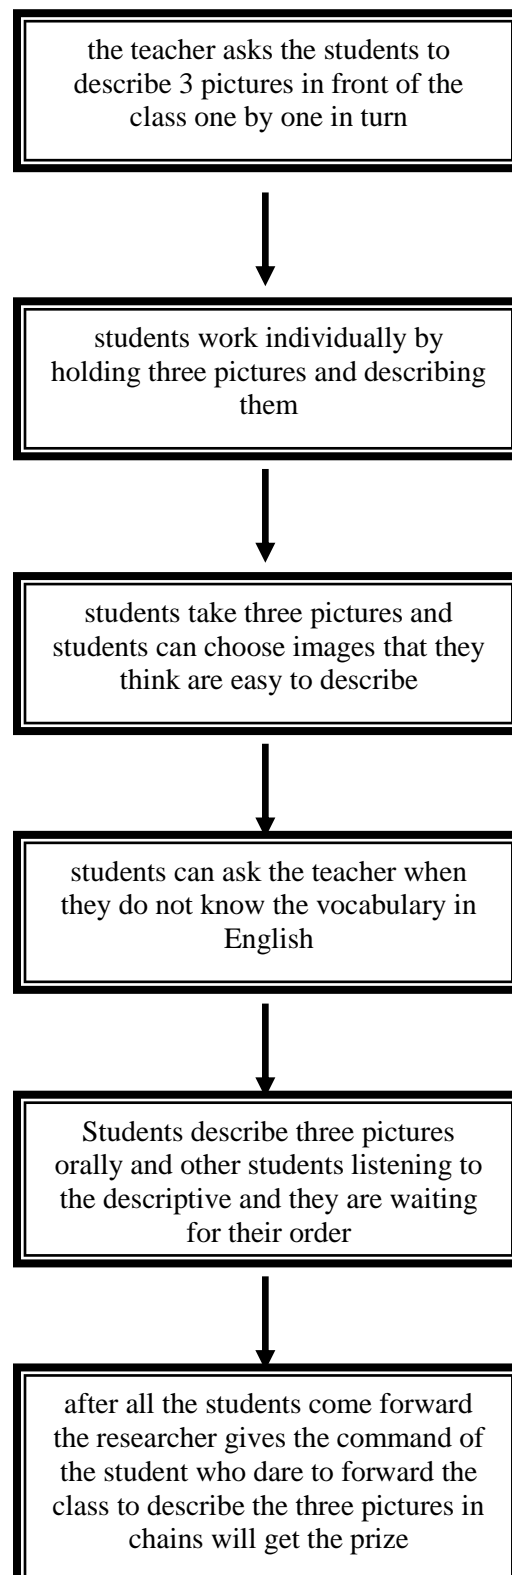 the teacher asks the students to
describe 3 pictures in front of the
class one by one in turn
students work individually by
holding three pictures and describing
them
students take three pictures and
students can choose images that they
think are easy to describe
students can ask the teacher when
they do not know the vocabulary in
English
Students describe three pictures
orally and other students listening to
the descriptive and they are waiting
for their order
after all the students come forward
the researcher gives the command of
the student who dare to forward the
class to describe the three pictures in
chains will get the prize